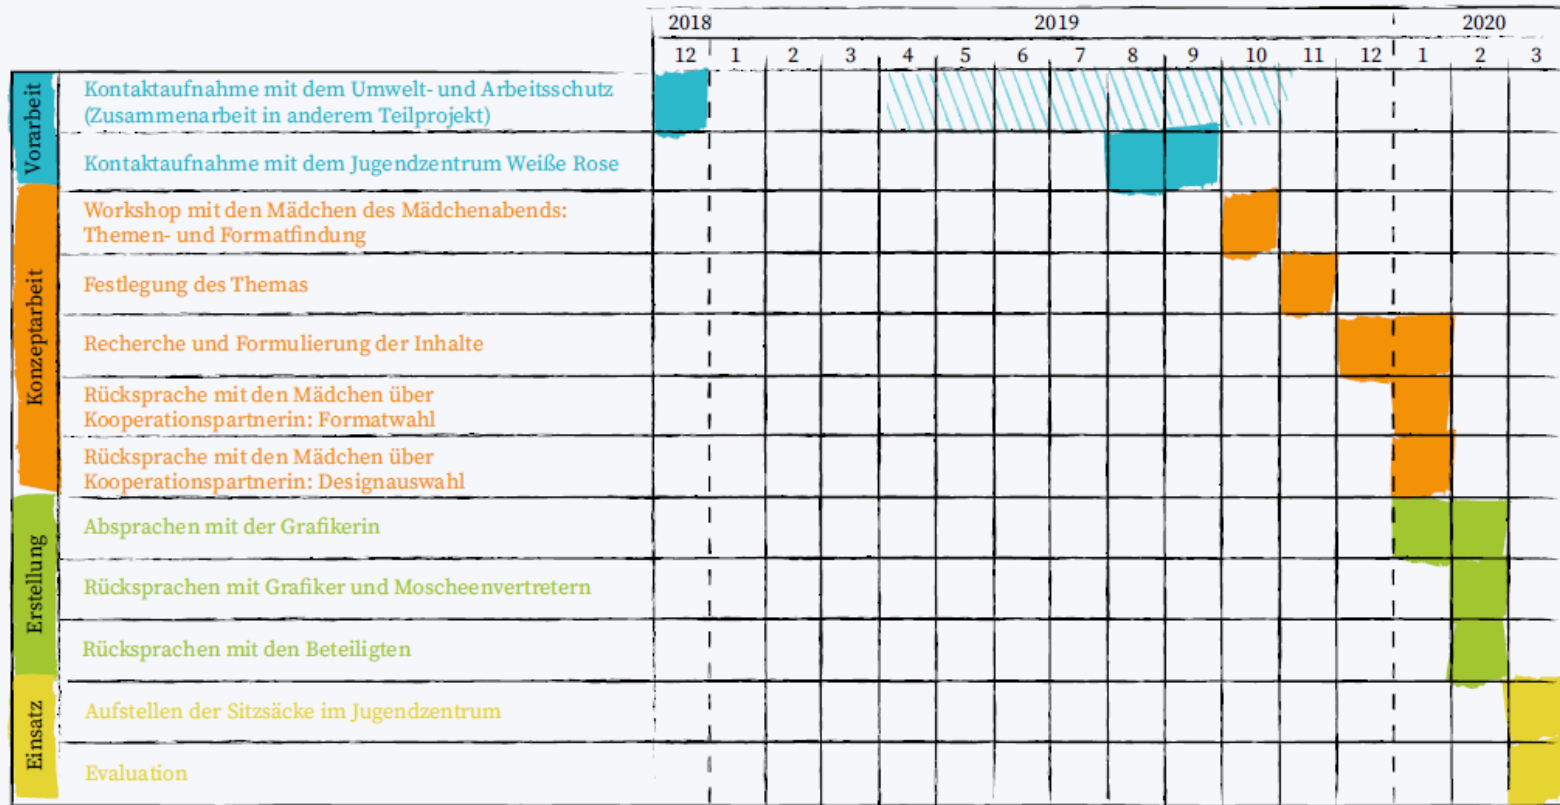 2018 2019 2020
12 1 2 3 4 5 6 7 8 9 10 11 12 1 2 3
Vorarbeit
Kontaktaufnahme mit dem Umwelt- und Arbeitsschutz
(Zusammenarbeit in anderem Teilprojekt)
Kontaktaufnahme mit dem Jugendzentrum Weiße Rose
Konzeptarbeit
Workshop mit den Mädchen des Mädchenabends:
Themen- und Formatfindung
Festlegung des Themas
Recherche und Formulierung der Inhalte
Rücksprache mit den Mädchen über
Kooperationspartnerin: Formatwahl
Rücksprache mit den Mädchen über
Kooperationspartnerin: Designauswahl
Erstellung
Absprachen mit der Grafikerin
Rücksprachen mit Grafiker und Moscheenvertretern
Rücksprachen mit den Beteiligten
Einsatz
Aufstellen der Sitzsäcke im Jugendzentrum
Evaluation